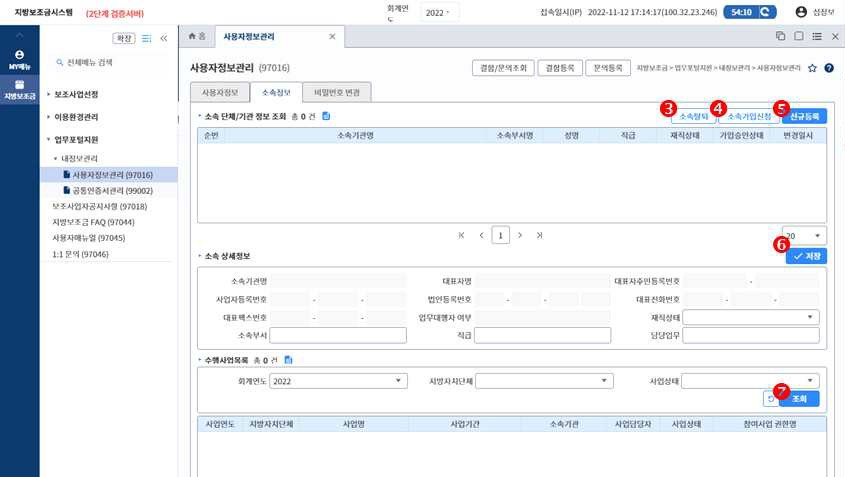 지방보조금시스템 (2단계 검증서버) 회계연도 2022 접속일시(IP) 2022-11-12 17:14:17(100.32.23.246) 54:10 심장보
MY메뉴
지방보조금
확장
전체메뉴 검색
보조사업선정
이용환경관리
업무포털지원
내정보관리
사용자정보관리 (97016)
공통인증서관리 (99002)
보조사업자공지사항 (97018)
지방보조금 FAQ (97044)
사용자매뉴얼 (97045)
1:1 문의 (97046)
홈 사용자정보관리
사용자정보관리 (97016) 결함/문의조회 결함등록 문의등록 지방보조금 > 업무포털지원 > 내정보관리 > 사용자정보관리
사용자정보 소속정보 비밀번호 변경
소속 단체/기관 정보 조회 총 0 건 3 소속탈퇴 4 소속가입신청 5 신규등록
순번 소속기관명 소속부서명 성명 직급 재직상태 가입승인상태 변경일시
1 20
소속 상세정보 6 저장
소속기관명 대표자명 대표자주민등록번호 -
사업자등록번호 - - 법인등록번호 - - 대표전화번호 - -
대표팩스번호 - - 업무대행자 여부 재직상태
소속부서 직급 담당업무
수행사업목록 총 0 건
회계연도 2022 지방자치단체 사업상태
7 조회
사업연도 지방자치단체 사업명 사업기간 소속기관 사업담당자 사업상태 참여사업 권한명